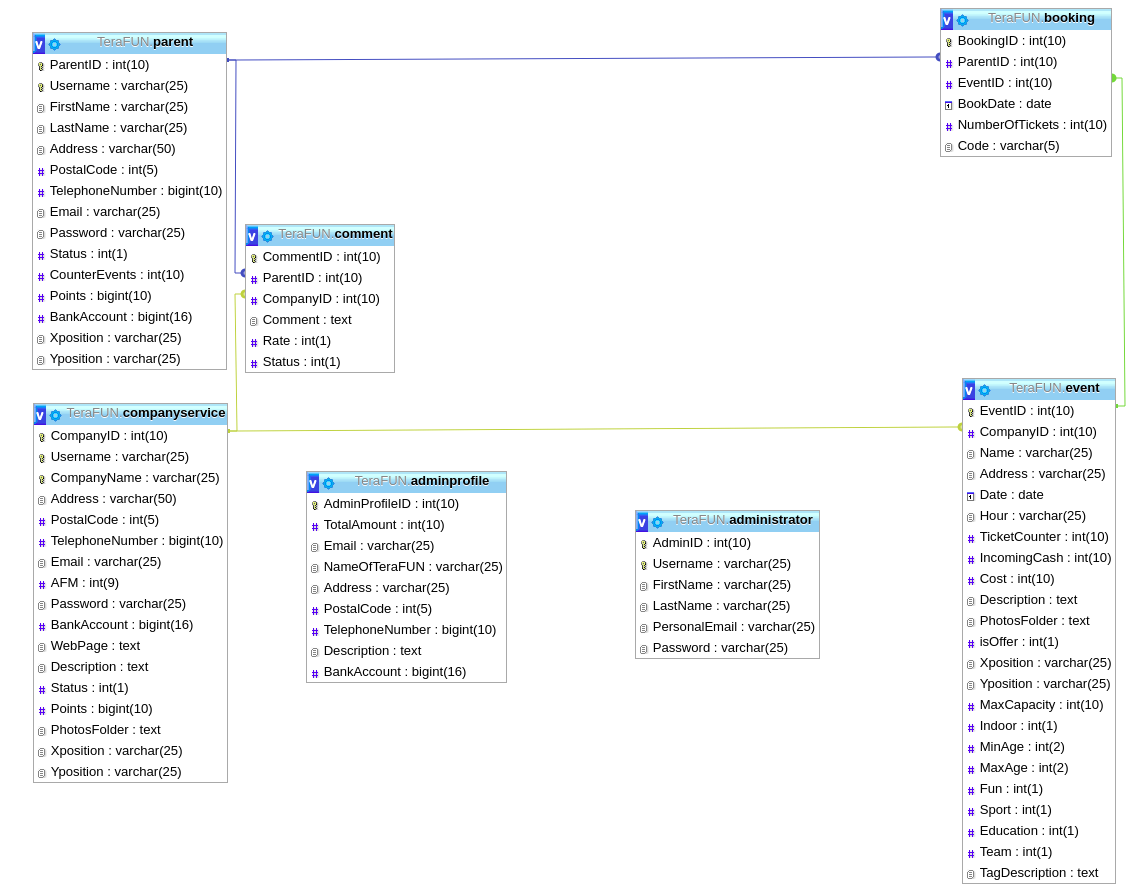 TeraFUN.parent
ParentID : int(10)
Username : varchar(25)
FirstName : varchar(25)
LastName : varchar(25)
Address : varchar(50)
PostalCode : int(5)
TelephoneNumber : bigint(10)
Email : varchar(25)
Password : varchar(25)
Status : int(1)
CounterEvents : int(10)
Points : bigint(10)
BankAccount : bigint(16)
Xposition : varchar(25)
Yposition : varchar(25)
TeraFUN.booking
BookingID : int(10)
ParentID : int(10)
EventID : int(10)
BookDate : date
NumberOfTickets : int(10)
Code : varchar(5)
TeraFUN.comment
CommentID : int(10)
ParentID : int(10)
CompanyID : int(10)
Comment : text
Rate : int(1)
Status : int(1)
TeraFUN.companyservice
CompanyID : int(10)
Username : varchar(25)
CompanyName : varchar(25)
Address : varchar(50)
PostalCode : int(5)
TelephoneNumber : bigint(10)
Email : varchar(25)
AFM : int(9)
Password : varchar(25)
BankAccount : bigint(16)
WebPage : text
Description : text
Status : int(1)
Points : bigint(10)
PhotosFolder : text
Xposition : varchar(25)
Yposition : varchar(25)
TeraFUN.adminprofile
AdminProfileID : int(10)
TotalAmount : int(10)
Email : varchar(25)
NameOfTeraFUN : varchar(25)
Address : varchar(25)
PostalCode : int(5)
TelephoneNumber : bigint(10)
Description : text
BankAccount : bigint(16)
TeraFUN.administrator
AdminID : int(10)
Username : varchar(25)
FirstName : varchar(25)
LastName : varchar(25)
PersonalEmail : varchar(25)
Password : varchar(25)
TeraFUN.event
EventID : int(10)
CompanyID : int(10)
Name : varchar(25)
Address : varchar(25)
Date : date
Hour : varchar(25)
TicketCounter : int(10)
IncomingCash : int(10)
Cost : int(10)
Description : text
PhotosFolder : text
isOffer : int(1)
Xposition : varchar(25)
Yposition : varchar(25)
MaxCapacity : int(10)
Indoor : int(1)
MinAge : int(2)
MaxAge : int(2)
Fun : int(1)
Sport : int(1)
Education : int(1)
Team : int(1)
TagDescription : text